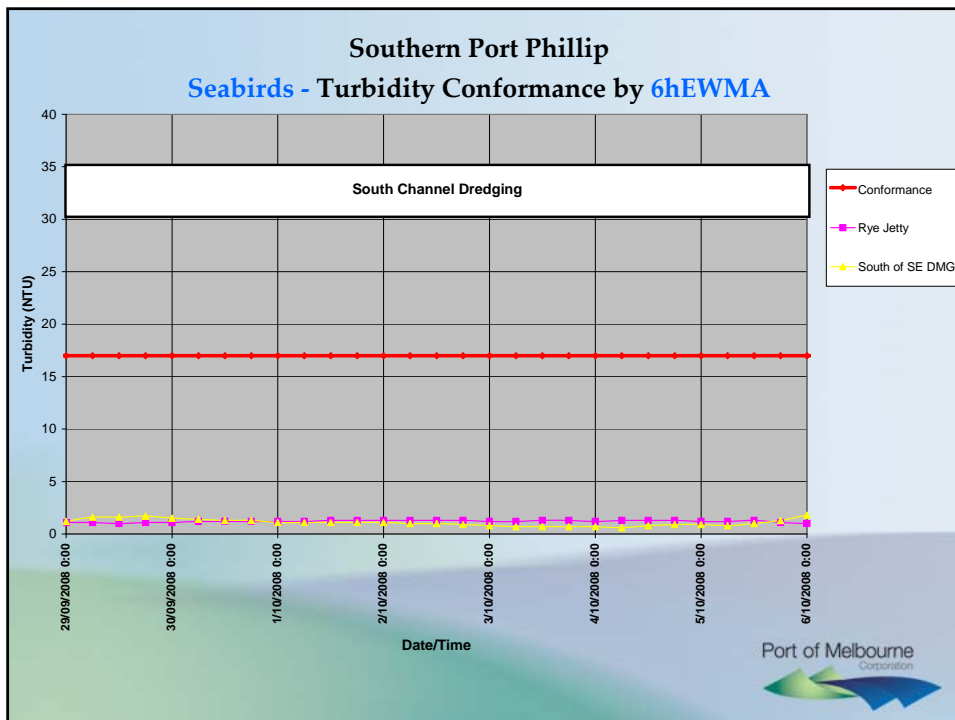 Southern Port Phillip
Seabirds - Turbidity Conformance by 6hEWMA
40
35
30
25
20
15
10
5
0
Turbidity (NTU)
South Channel Dredging
Conformance
Rye Jetty
South of SE DMG
29/09/2008 0:00
30/09/2008 0:00
1/10/2008 0:00
2/10/2008 0:00
3/10/2008 0:00
4/10/2008 0:00
5/10/2008 0:00
6/10/2008 0:00
Date/Time
Port of Melbourne
Corporation